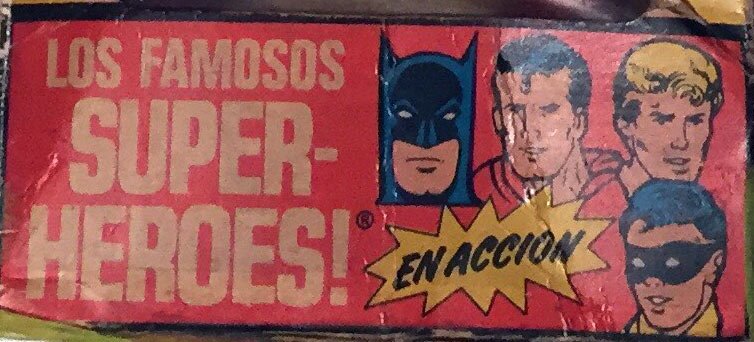 LOS FAMOSOS
SUPER-
HEROES!®
EN ACCION